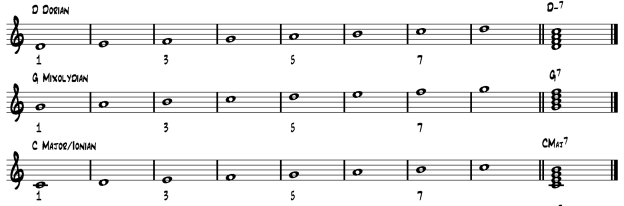 D Dorian D-7
1 3 5 7
G Mixolydian G7
1 3 5 7
C Major/Ionian CMaj7
1 3 5 7